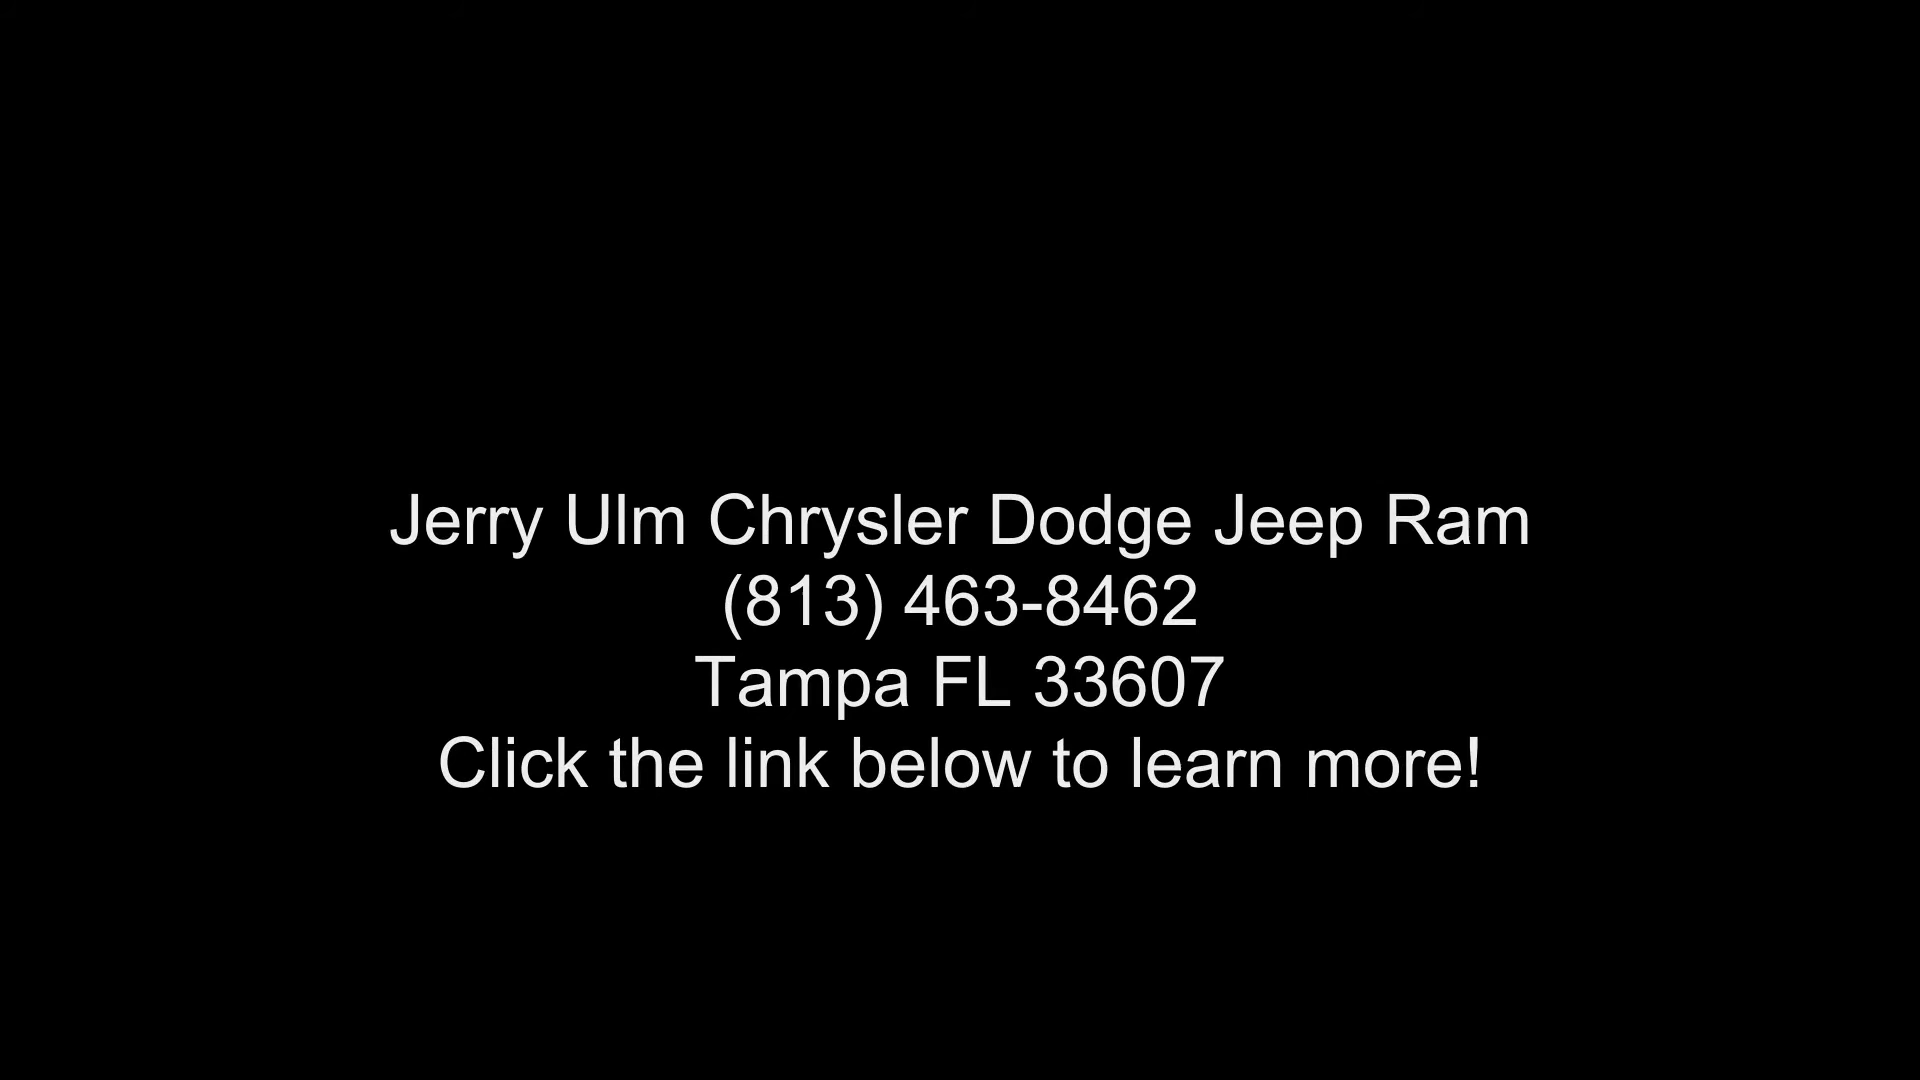 Jerry Ulm Chrysler Dodge Jeep Ram
(813) 463-8462
Tampa FL 33607
Click the link below to learn more!